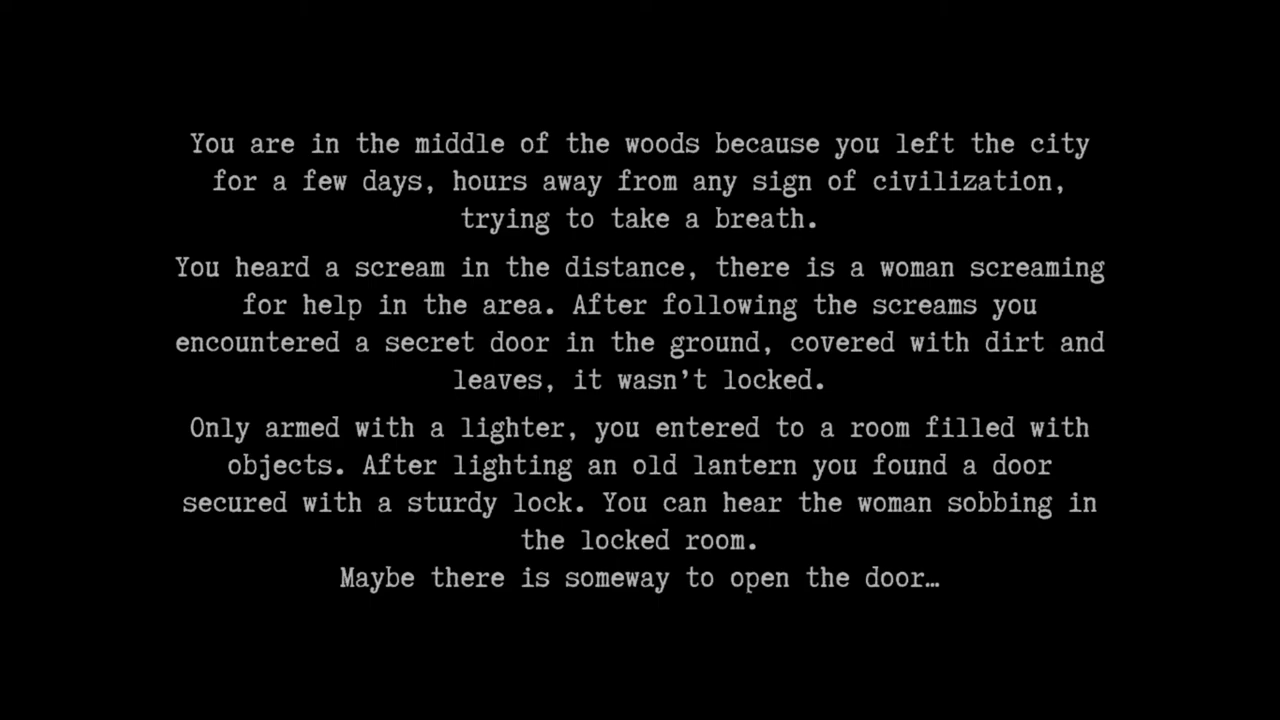 You are in the middle of the woods because you left the city
for a few days, hours away from any sign of civilization,
trying to take a breath.
You heard a scream in the distance, there is a woman screaming
for help in the area. After following the screams you
encountered a secret door in the ground, covered with dirt and
leaves, it wasn’t locked.
Only armed with a lighter, you entered to a room filled with
objects. After lighting an old lantern you found a door
secured with a sturdy lock. You can hear the woman sobbing in
the locked room.
Maybe there is someway to open the door…